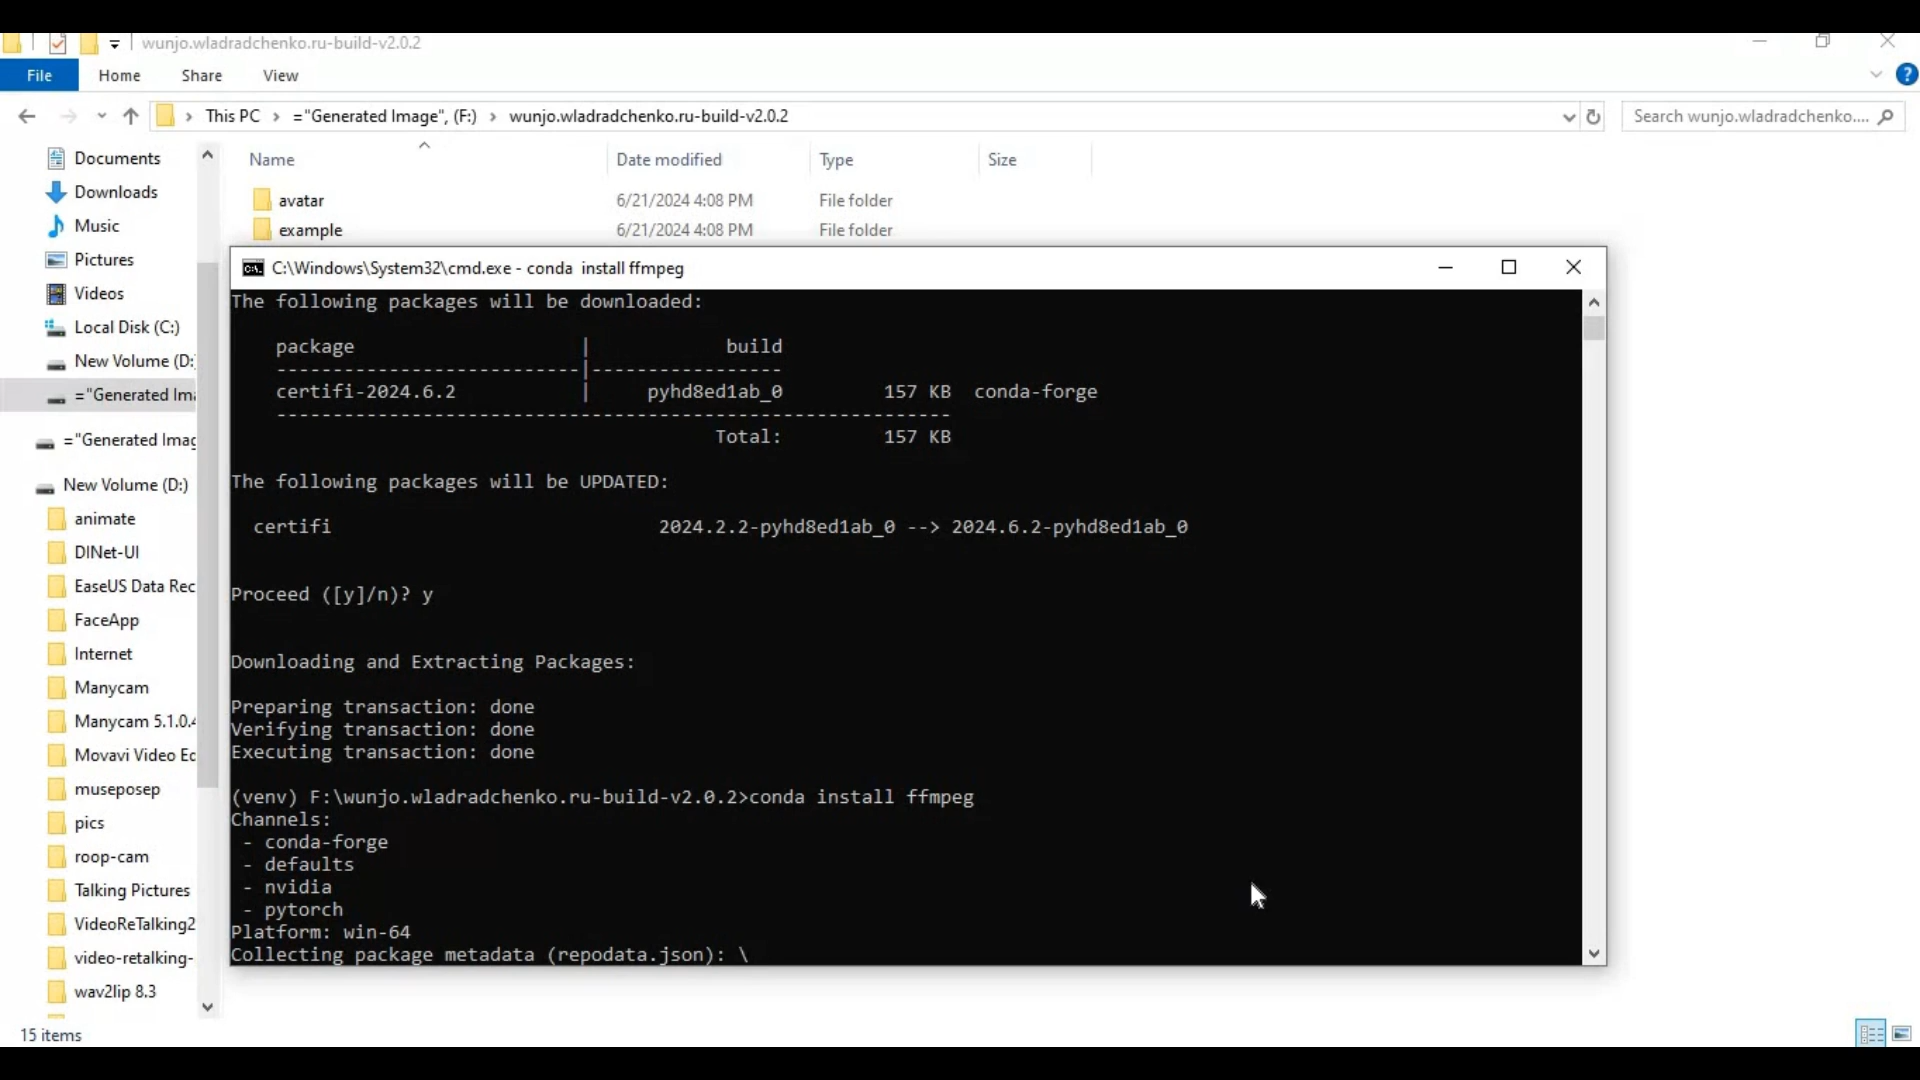 wunjo.wladradchenko.ru-build-v2.0.2
File Home Share View
This PC > ="Generated Image", (F:) > wunjo.wladradchenko.ru-build-v2.0.2
Search wunjo.wladradchenko....
Name Date modified Type Size
Documents
Downloads
Music
Pictures
Videos
Local Disk (C:)
New Volume (D:
="Generated Ima
="Generated Imag
New Volume (D:)
animate
DINet-UI
EaseUS Data Rec
FaceApp
Internet
Manycam
Manycam 5.1.0.4
Movavi Video Ed
museposep
pics
roop-cam
Talking Pictures
VideoReTalking2
video-retalking-
wav2lip 8.3
avatar 6/21/2024 4:08 PM File folder
example 6/21/2024 4:08 PM File folder
C:\Windows\System32\cmd.exe - conda  install ffmpeg
The following packages will be downloaded:
package | build
---------------------------|-----------------
certifi-2024.6.2 | pyhd8ed1ab_0 157 KB conda-forge
------------------------------------------------------------
Total: 157 KB
The following packages will be UPDATED:
certifi 2024.2.2-pyhd8ed1ab_0 --> 2024.6.2-pyhd8ed1ab_0
Proceed ([y]/n)? y
Downloading and Extracting Packages:
Preparing transaction: done
Verifying transaction: done
Executing transaction: done
(venv) F:\wunjo.wladradchenko.ru-build-v2.0.2>conda install ffmpeg
Channels:
- conda-forge
- defaults
- nvidia
- pytorch
Platform: win-64
Collecting package metadata (repodata.json): \
15 items